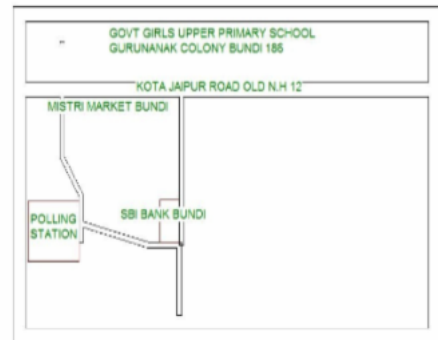 GOVT GIRLS UPPER PRIMARY SCHOOL
GURUNANAK COLONY BUNDI 186
KOTA JAIPUR ROAD OLD N.H 12
MISTRI MARKET BUNDI
SBI BANK BUNDI
POLLING
STATION